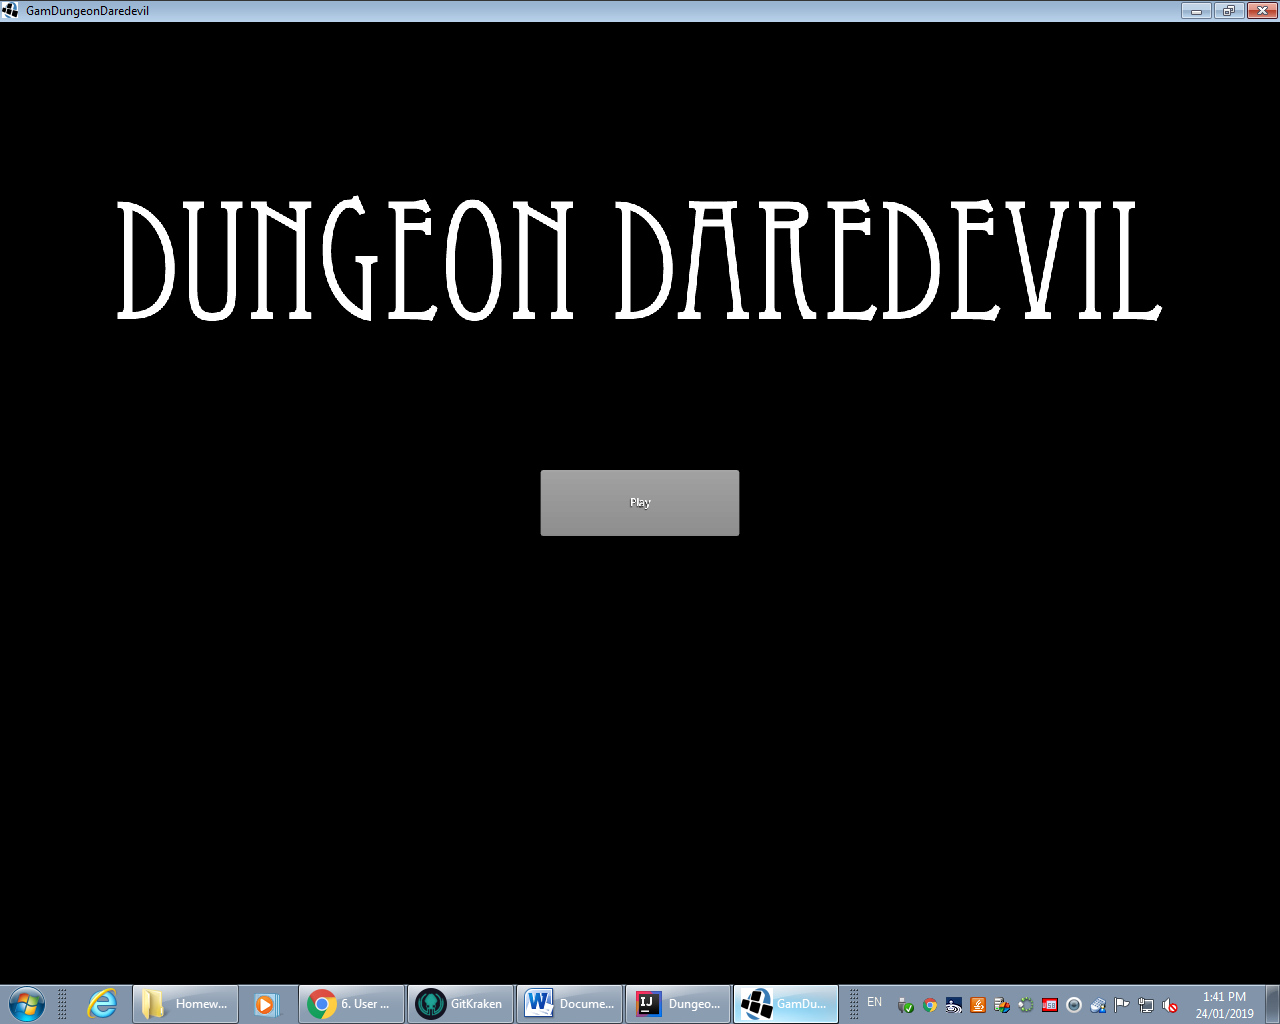 GamDungeonDaredevil
DUNGEON DAREDEVIL
Play
Homew...
6. User ...
GitKraken
Docume...
Dungeo...
GamDu...
EN
1:41 PM
24/01/2019